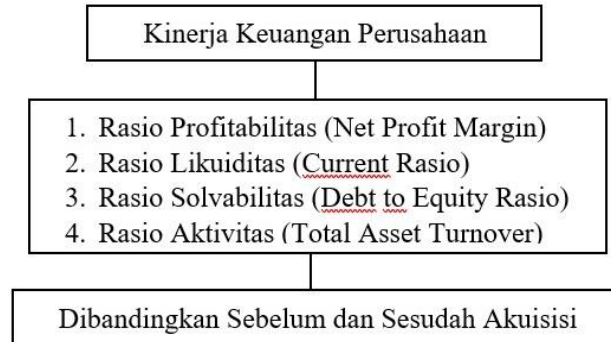 Kinerja Keuangan Perusahaan
1. Rasio Profitabilitas (Net Profit Margin)
2. Rasio Likuiditas (Current Rasio)
3. Rasio Solvabilitas (Debt to Equity Rasio)
4. Rasio Aktivitas (Total Asset Turnover)
Dibandingkan Sebelum dan Sesudah Akuisisi